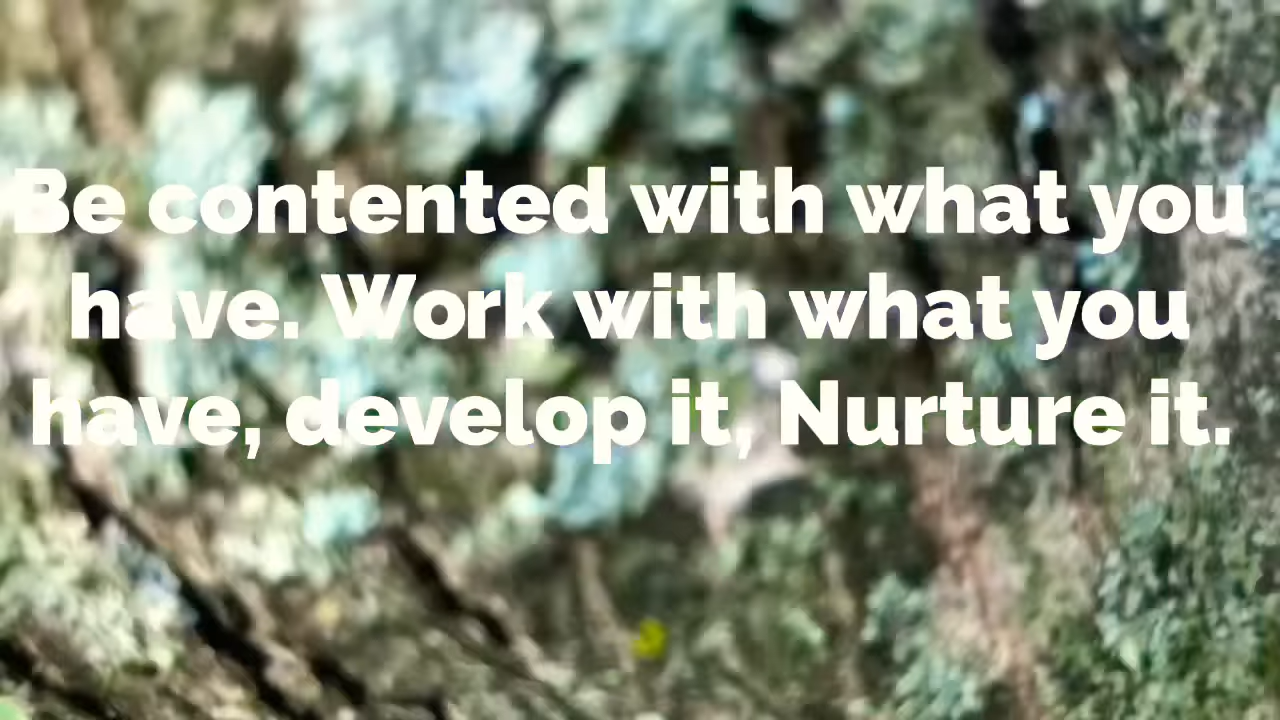 Be contented with what you
have. Work with what you
have, develop it, Nurture it.